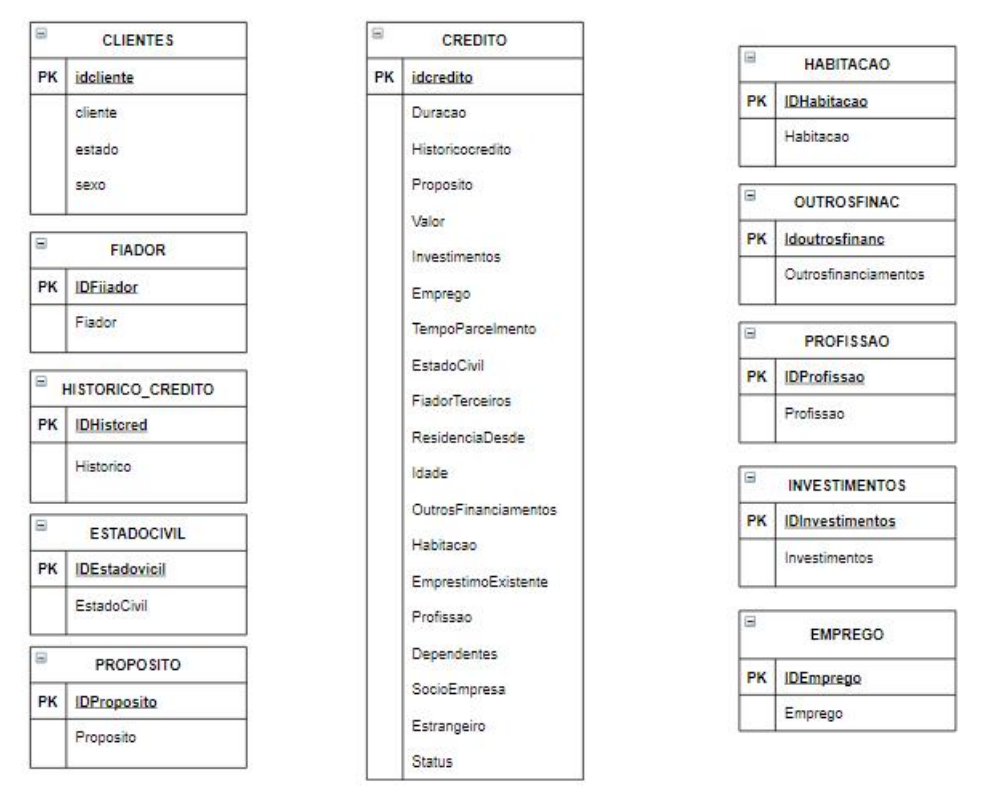 CLIENTES
PK idcliente
cliente
estado
sexo
FIADOR
PK IDFiiador
Fiador
HISTORICO_CREDITO
PK IDHistcred
Historico
ESTADOCIVIL
PK IDEstadovicil
EstadoCivil
PROPOSITO
PK IDProposito
Proposito
CREDITO
PK idcredito
Duracao
Historicocredito
Proposito
Valor
Investimentos
Emprego
TempoParcelmento
EstadoCivil
FiadorTerceiros
ResidenciaDesde
Idade
OutrosFinanciamentos
Habitacao
EmprestimoExistente
Profissao
Dependentes
SocioEmpresa
Estrangeiro
Status
HABITACAO
PK IDHabitacao
Habitacao
OUTROSFINAC
PK Idoutrosfinanc
Outrosfinanciamentos
PROFISSAO
PK IDProfissao
Profissao
INVESTIMENTOS
PK IDInvestimentos
Investimentos
EMPREGO
PK IDEmprego
Emprego